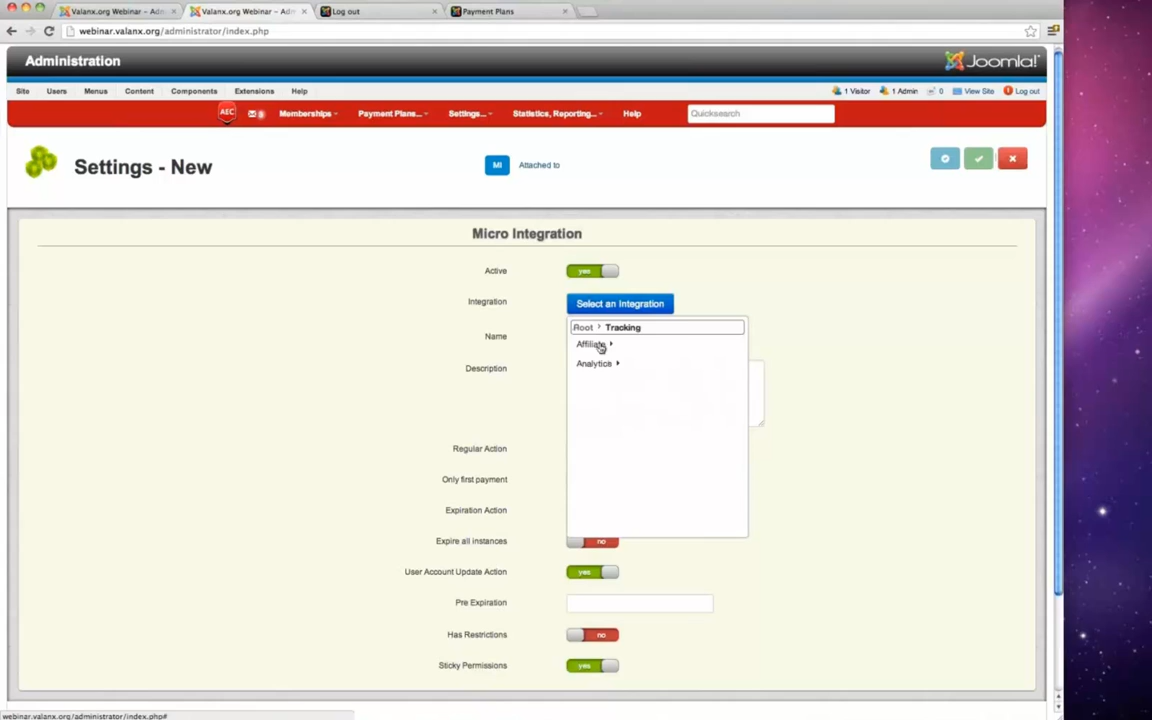 Valanx.org Webinar – Adm
Valanx.org Webinar – Adm
Log out
Payment Plans
webinar.valanx.org/administrator/index.php
Administration
Joomla!
Site Users Menus Content Components Extensions Help
1 Visitor 1 Admin 0 View Site Log out
AEC Memberships Payment Plans... Settings... Statistics, Reporting... Help Quicksearch
Settings - New
MI Attached to
Micro Integration
Active yes
Integration Select an Integration
Root Tracking
Name
Affiliate
Analytics
Description
Regular Action
Only first payment
Expiration Action
Expire all instances no
User Account Update Action yes
Pre Expiration
Has Restrictions no
Sticky Permissions yes
webinar.valanx.org/administrator/index.php#